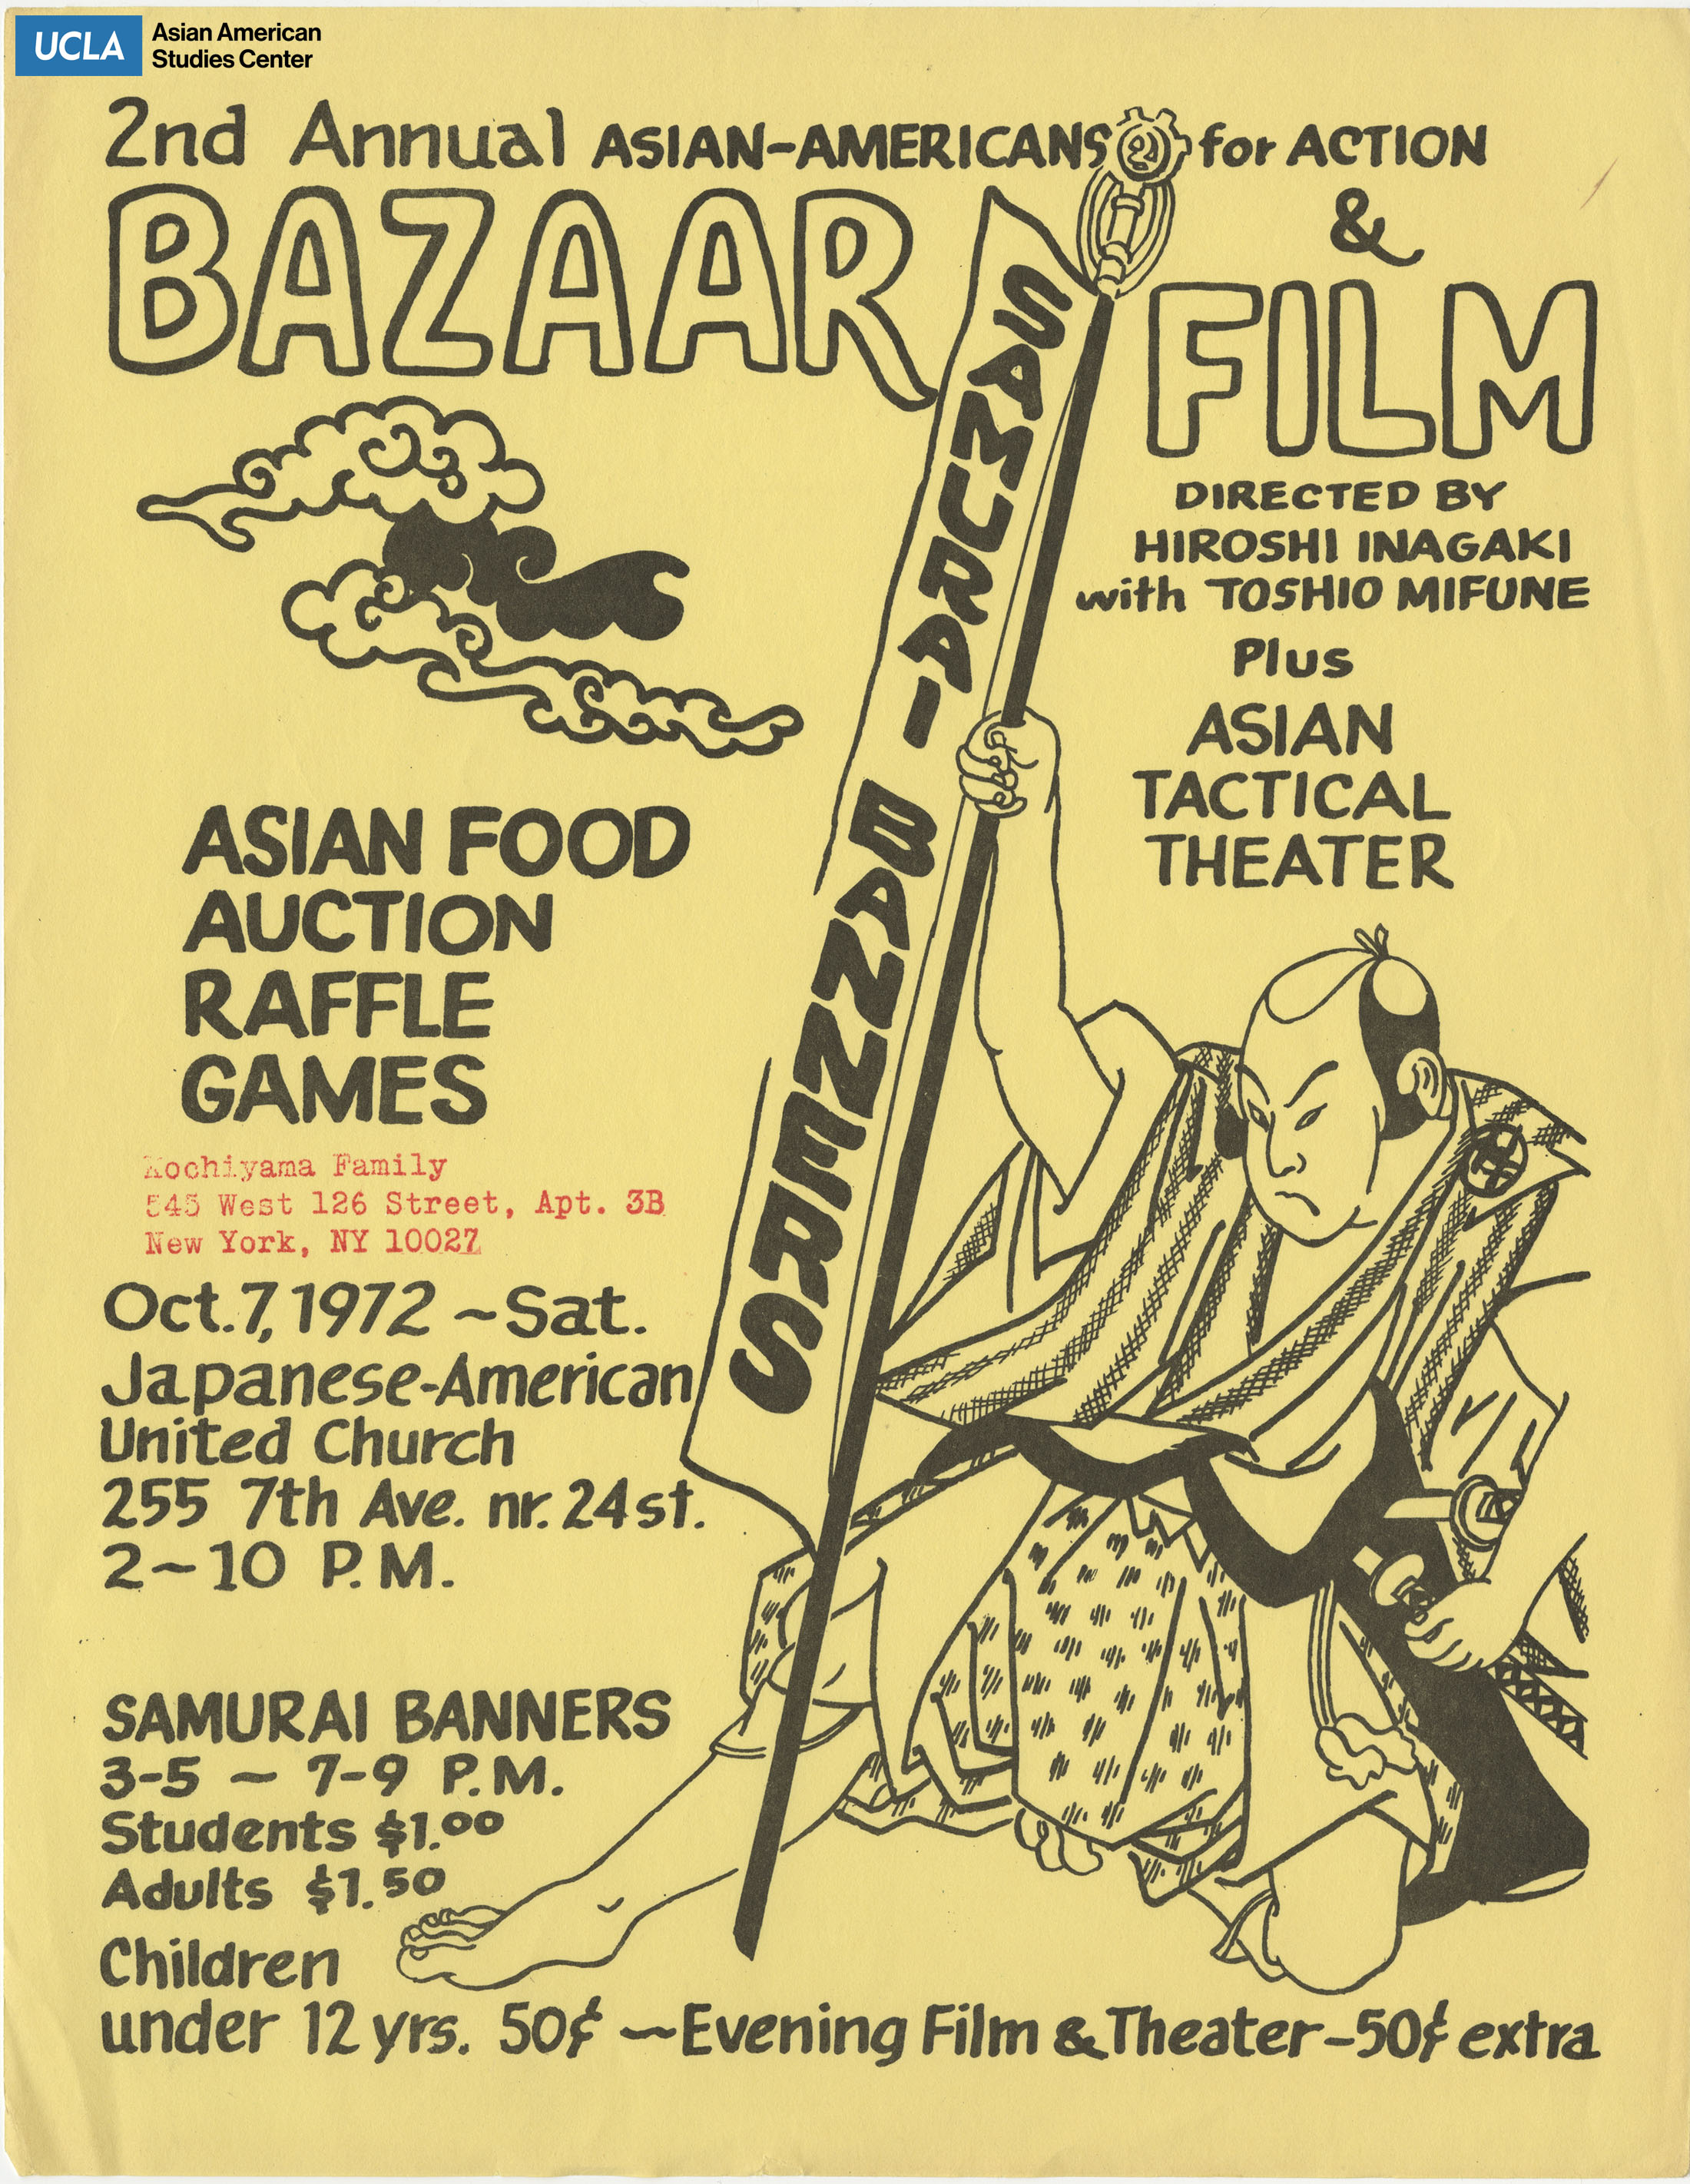 UCLA
Asian American
Studies Center
2nd Annual ASIAN-AMERICANS for ACTION
BAZAAR
&
FILM
SAMURAI BANNERS
DIRECTED BY
HIROSHI INAGAKI
with TOSHIO MIFUNE
Plus
ASIAN
TACTICAL
THEATER
ASIAN FOOD
AUCTION
RAFFLE
GAMES
Kochiyama Family
545 West 126 Street, Apt. 3B
New York, NY 10027
Oct. 7, 1972 ~ Sat.
Japanese-American
United Church
255 7th Ave. nr. 24 st.
2~10 P.M.
SAMURAI BANNERS
3-5 ~ 7-9 P.M.
Students $1.00
Adults $1.50
Children
under 12 yrs. 50¢ ~Evening Film & Theater-50¢ extra